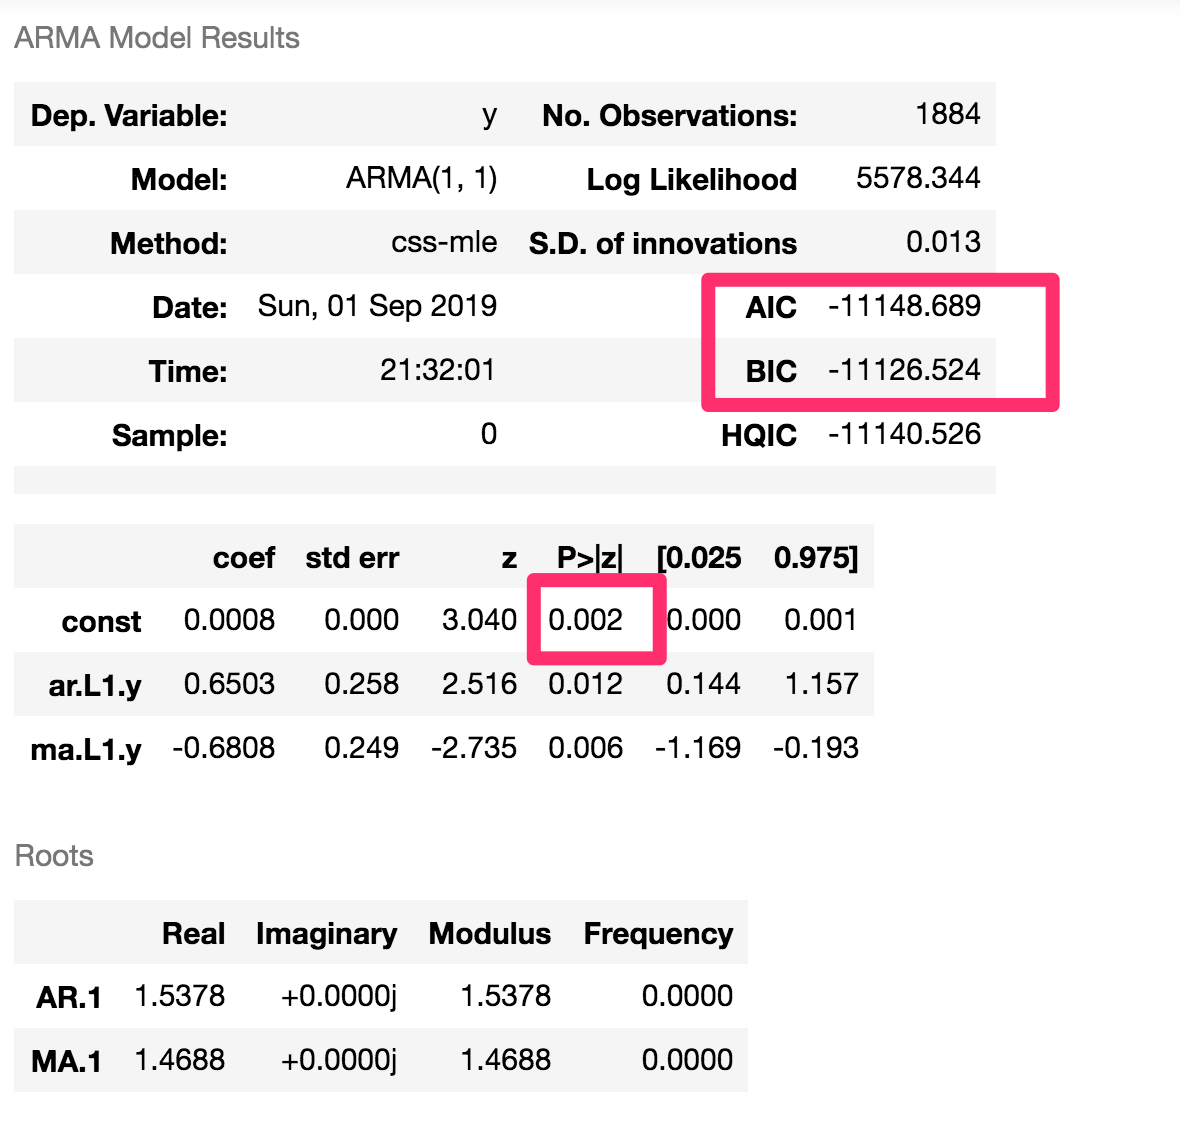 ARMA Model Results
Dep. Variable: y No. Observations: 1884
Model: ARMA(1, 1) Log Likelihood 5578.344
Method: css-mle S.D. of innovations 0.013
Date: Sun, 01 Sep 2019 AIC -11148.689
Time: 21:32:01 BIC -11126.524
Sample: 0 HQIC -11140.526
coef std err z P>|z| [0.025 0.975]
const 0.0008 0.000 3.040 0.002 0.000 0.001
ar.L1.y 0.6503 0.258 2.516 0.012 0.144 1.157
ma.L1.y -0.6808 0.249 -2.735 0.006 -1.169 -0.193
Roots
Real Imaginary Modulus Frequency
AR.1 1.5378 +0.0000j 1.5378 0.0000
MA.1 1.4688 +0.0000j 1.4688 0.0000